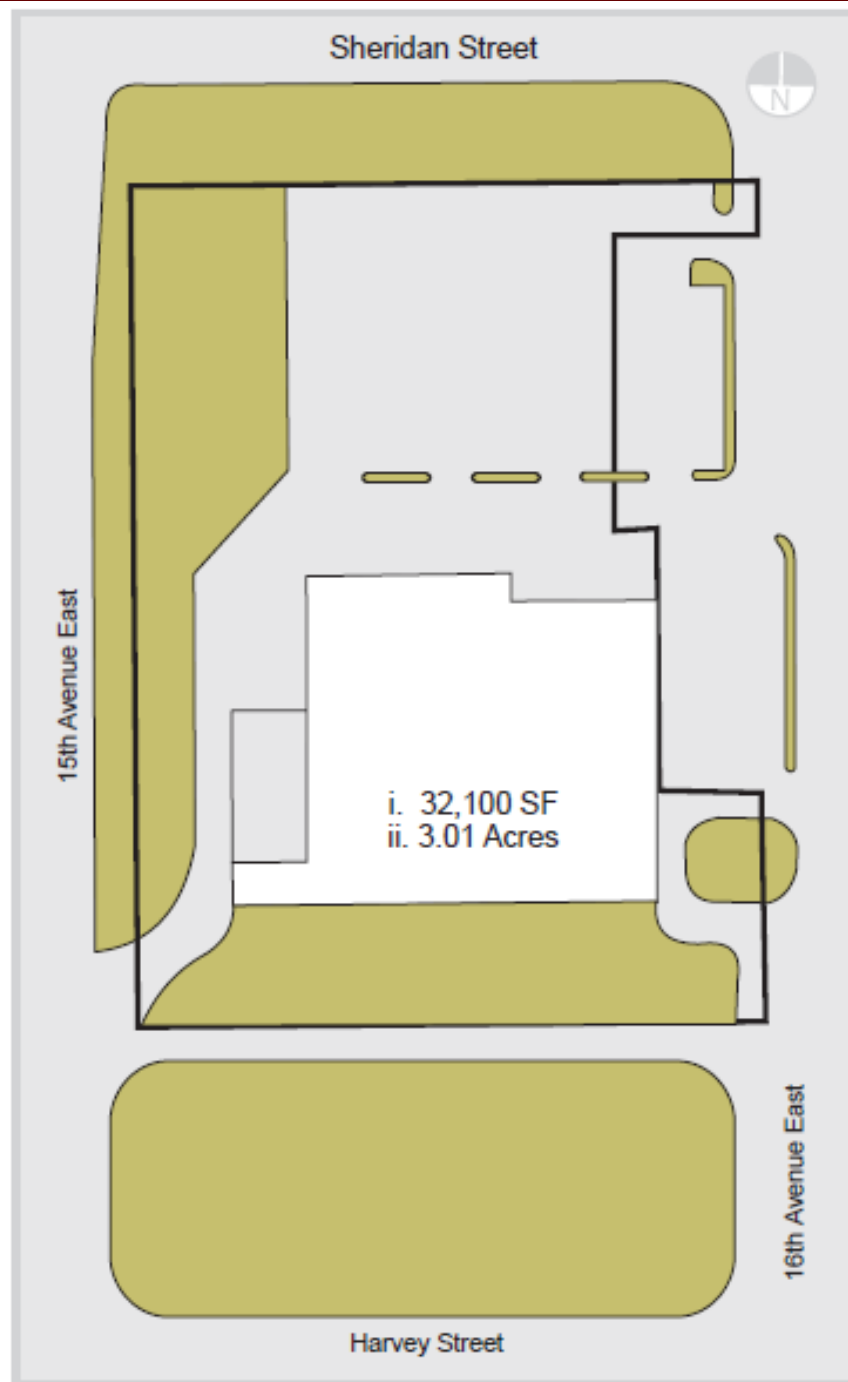 Sheridan Street
N
15th Avenue East
i. 32,100 SF
ii. 3.01 Acres
16th Avenue East
Harvey Street